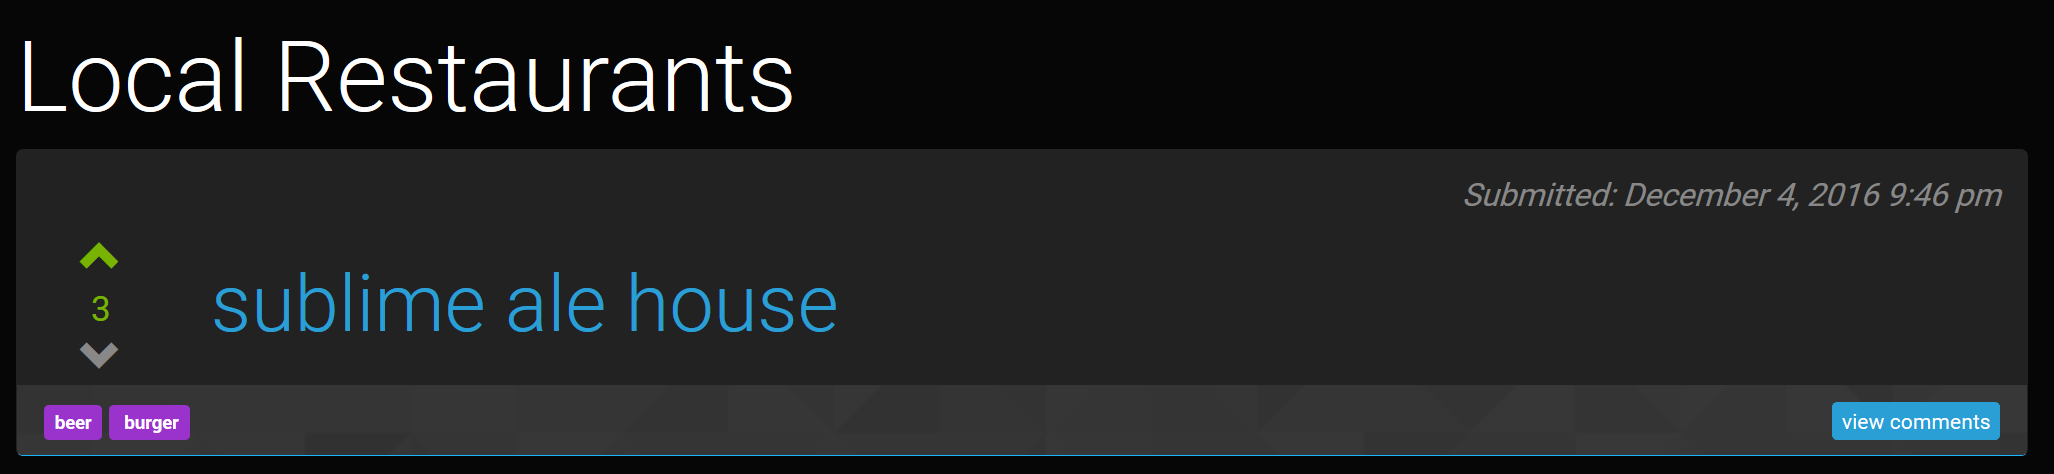 Local Restaurants
Submitted: December 4, 2016 9:46 pm
3
sublime ale house
beer burger
view comments